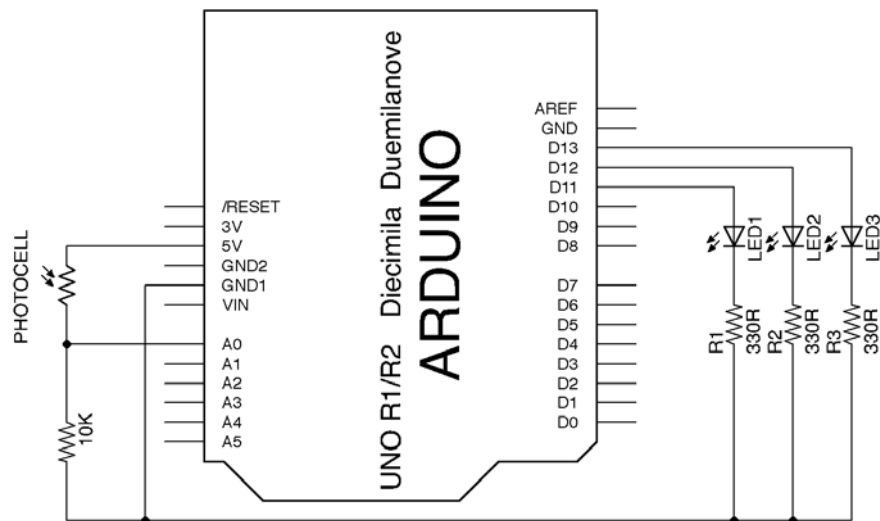 PHOTOCELL
10K
/RESET
3V
5V
GND2
GND1
VIN
A0
A1
A2
A3
A4
A5
UNO R1/R2 Diecimila Duemilanove
ARDUINO
AREF
GND
D13
D12
D11
D10
D9
D8
D7
D6
D5
D4
D3
D2
D1
D0
LED1
LED2
LED3
R1
330R
R2
330R
R3
330R